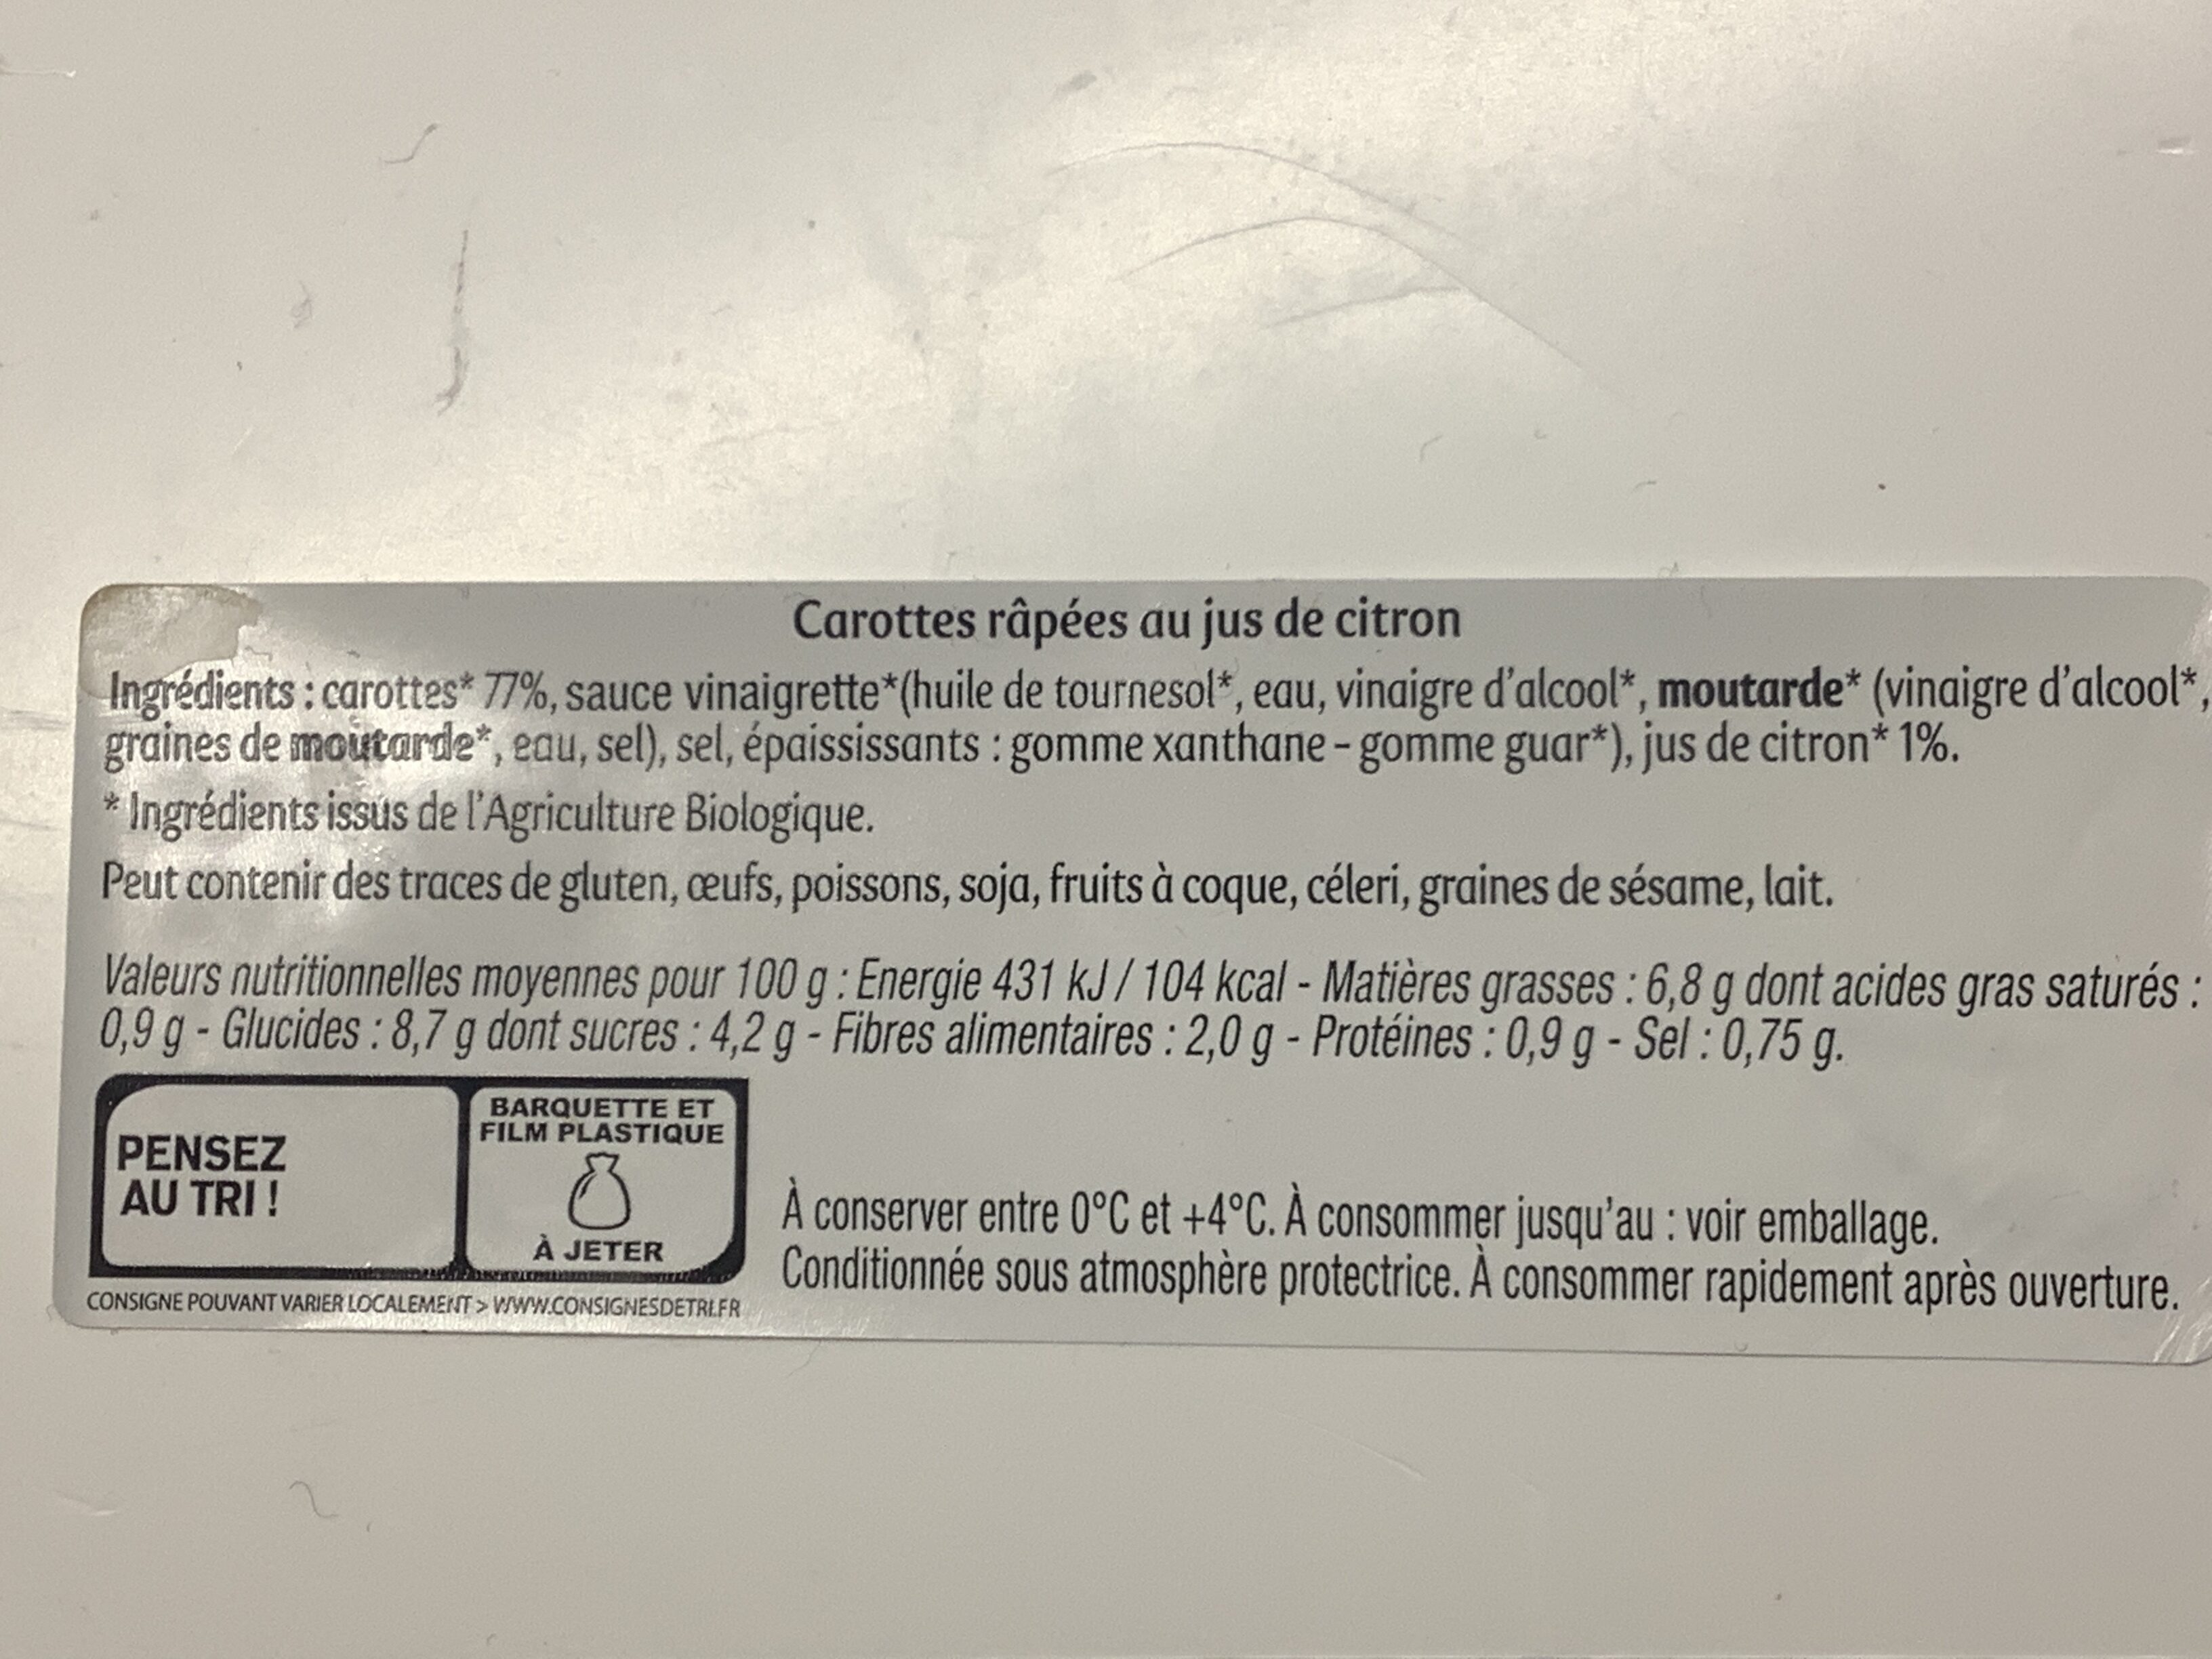 Carottes râpées au jus de citron
Ingrédients : carottes* 77%, sauce vinaigrette*(huile de tournesol*, eau, vinaigre d'alcool*, moutarde* (vinaigre d'alcool*,
graines de moutarde*, eau, sel), sel, épaississants : gomme xanthane - gomme guar*), jus de citron* 1%.
* Ingrédients issus de l'Agriculture Biologique.
Peut contenir des traces de gluten, œufs, poissons, soja, fruits à coque, céleri, graines de sésame, lait.
Valeurs nutritionnelles moyennes pour 100 g : Energie 431 kJ / 104 kcal - Matières grasses : 6,8 g dont acides gras saturés :
0,9 g - Glucides : 8,7 g dont sucres : 4,2 g - Fibres alimentaires : 2,0 g - Protéines : 0,9 g - Sel : 0,75 g.
PENSEZ
AU TRI !
BARQUETTE ET
FILM PLASTIQUE
À JETER
CONSIGNE POUVANT VARIER LOCALEMENT > WWW.CONSIGNESDETRI.FR
À conserver entre 0°C et +4°C. À consommer jusqu'au : voir emballage.
Conditionnée sous atmosphère protectrice. À consommer rapidement après ouverture.